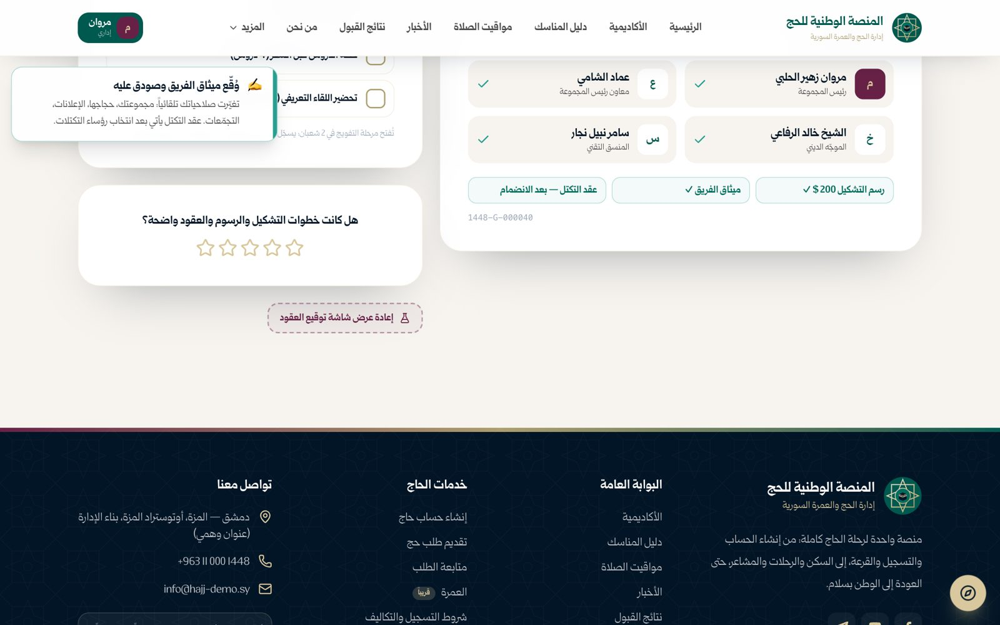 المنصة الوطنية للحج
إدارة الحج والعمرة السورية
الرئيسية
الأكاديمية
دليل المناسك
مواقيت الصلاة
الأخبار
نتائج القبول
من نحن
المزيد
م
مروان
إداري
م
مروان زهير الحلبي
رئيس المجموعة
ع
عماد الشامي
معاون رئيس المجموعة
خ
الشيخ خالد الرفاعي
الموجّه الديني
س
سامر نبيل نجار
المنسق التقني
رسم التشكيل 200 $ ✓
ميثاق الفريق ✓
عقد التكتل — بعد الانضمام
1448-G-000040
تحضير اللقاء التعريفي (
تُفتح مرحلة التفويج في 2 شعبان: يسجّل
✍️ وُقّع ميثاق الفريق وصودق عليه
تغيّرت صلاحياتك تلقائياً: مجموعتك، حجاجها، الإعلانات،
التجمّعات. عقد التكتل يأتي بعد انتخاب رؤساء التكتلات.
هل كانت خطوات التشكيل والرسوم والعقود واضحة؟
إعادة عرض شاشة توقيع العقود
المنصة الوطنية للحج
إدارة الحج والعمرة السورية
منصة واحدة لرحلة الحاج كاملة: من إنشاء الحساب
والتسجيل والقرعة، إلى السكن والرحلات والمشاعر، حتى
العودة إلى الوطن بسلام.
البوابة العامة
الأكاديمية
دليل المناسك
مواقيت الصلاة
الأخبار
نتائج القبول
خدمات الحاج
إنشاء حساب حاج
تقديم طلب حج
متابعة الطلب
العمرة قريباً
شروط التسجيل والتكاليف
تواصل معنا
دمشق — المزة، أوتوستراد المزة، بناء الإدارة
(عنوان وهمي)
+963 11 000 1448
info@hajj-demo.sy